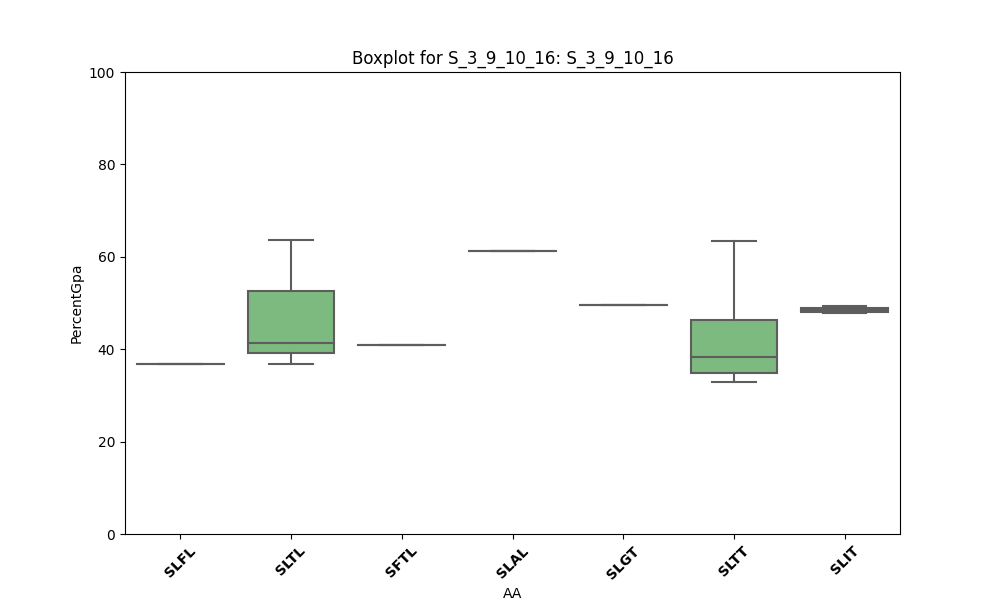 Boxplot for S_3_9_10_16: S_3_9_10_16
100
80
60
40
20
0
PercentGpa
SLFL
SLTL
SFTL
SLAL
SLGT
SLTT
SLIT
AA